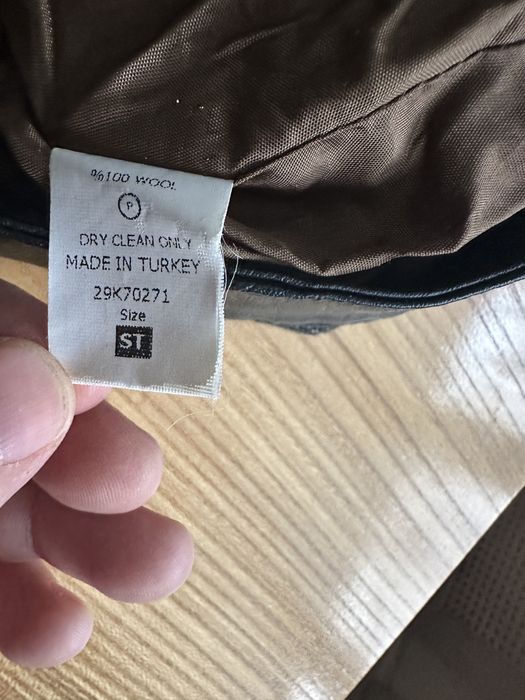 %100 WOOL
P
DRY CLEAN ONLY
MADE IN TURKEY
29K70271
Size
ST